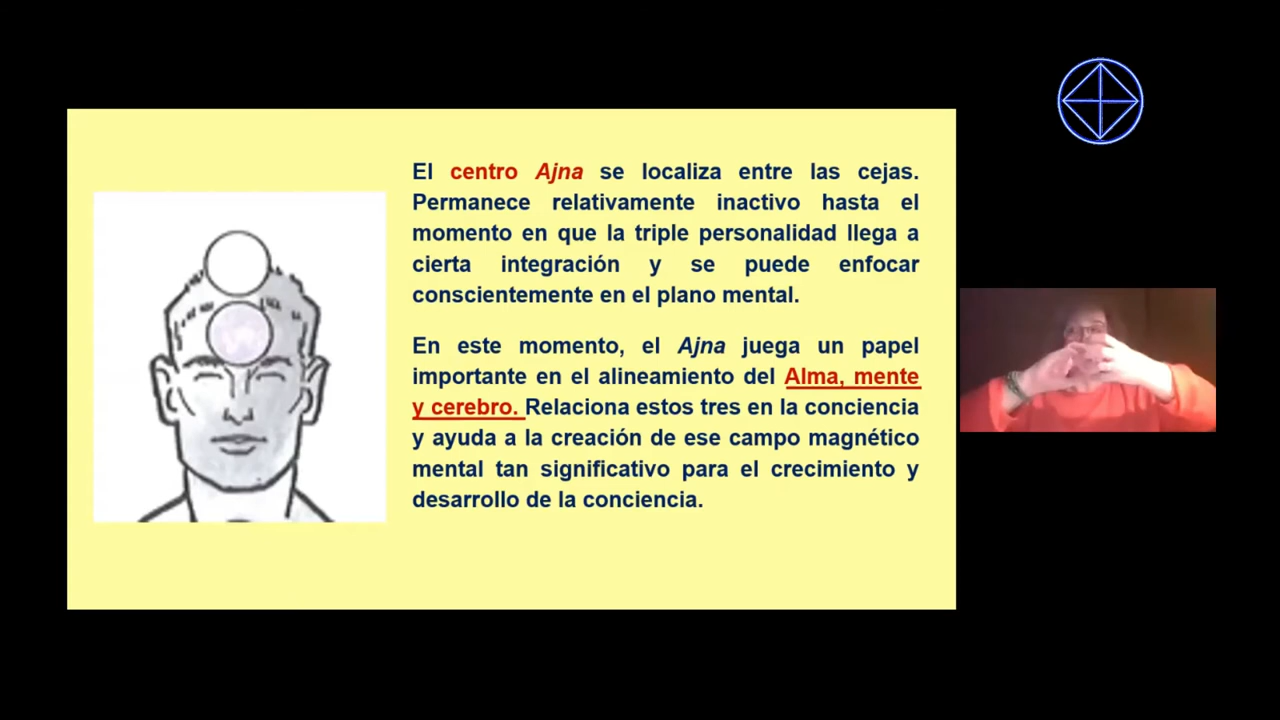 El centro Ajna se localiza entre las cejas.
Permanece relativamente inactivo hasta el
momento en que la triple personalidad llega a
cierta integración y se puede enfocar
conscientemente en el plano mental.
En este momento, el Ajna juega un papel
importante en el alineamiento del Alma, mente
y cerebro. Relaciona estos tres en la conciencia
y ayuda a la creación de ese campo magnético
mental tan significativo para el crecimiento y
desarrollo de la conciencia.